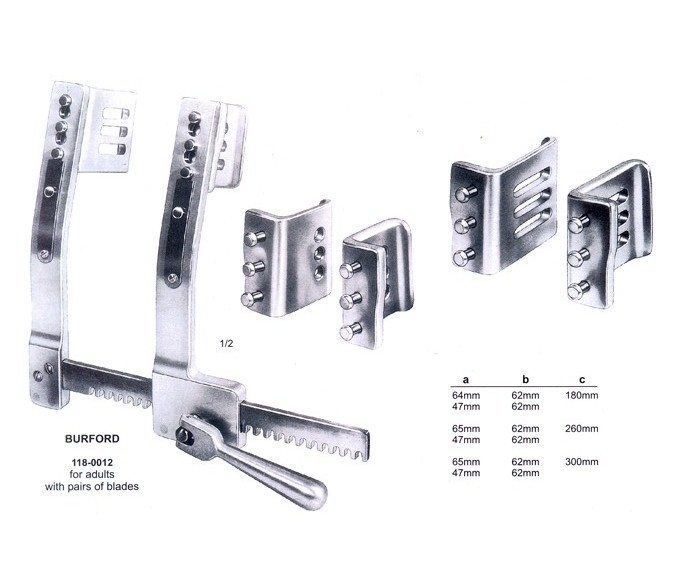 1/2
BURFORD
118-0012
for adults
with pairs of blades
a b c
64mm 62mm 180mm
47mm 62mm
65mm 62mm 260mm
47mm 62mm
65mm 62mm 300mm
47mm 62mm